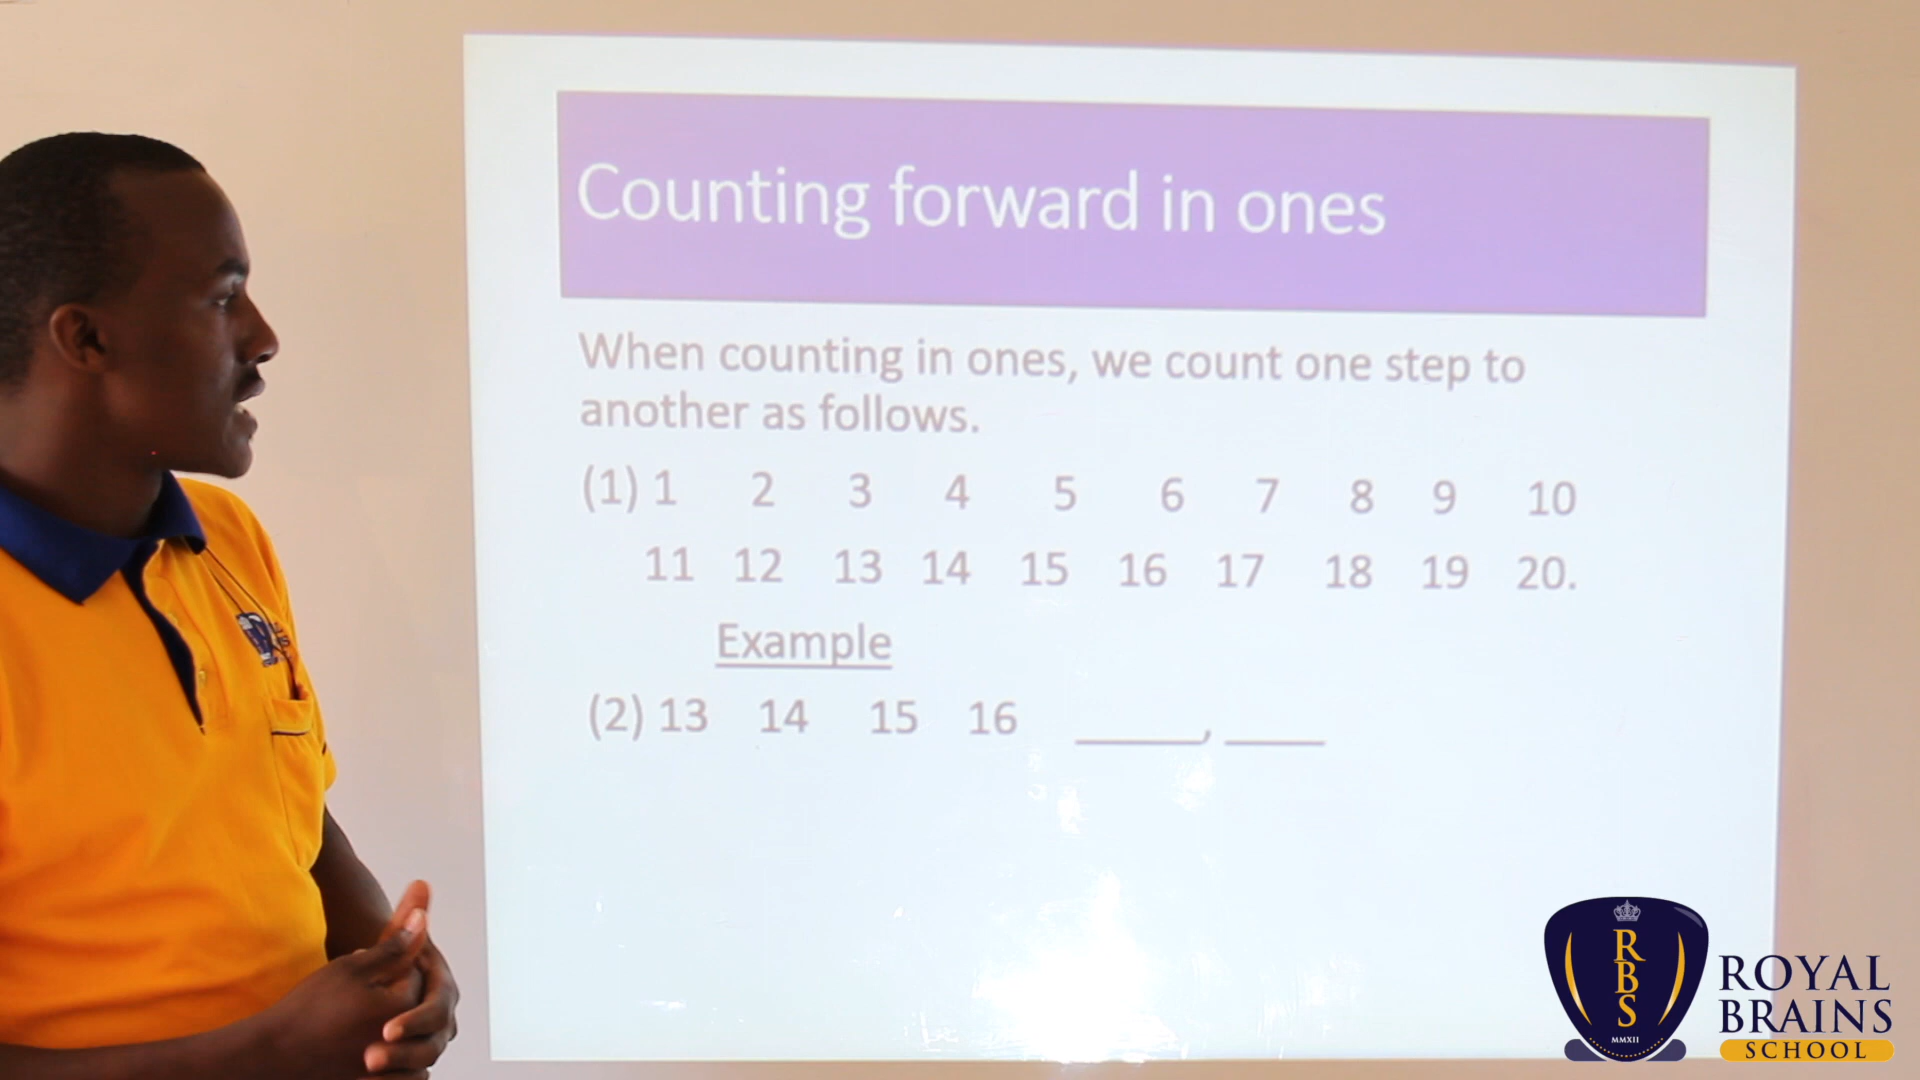 Counting forward in ones
When counting in ones, we count one step to
another as follows.
(1) 1 2 3 4 5 6 7 8 9 10
11 12 13 14 15 16 17 18 19 20.
Example
(2) 13 14 15 16 _____, ____
RBS
MMXII
ROYAL
BRAINS
SCHOOL